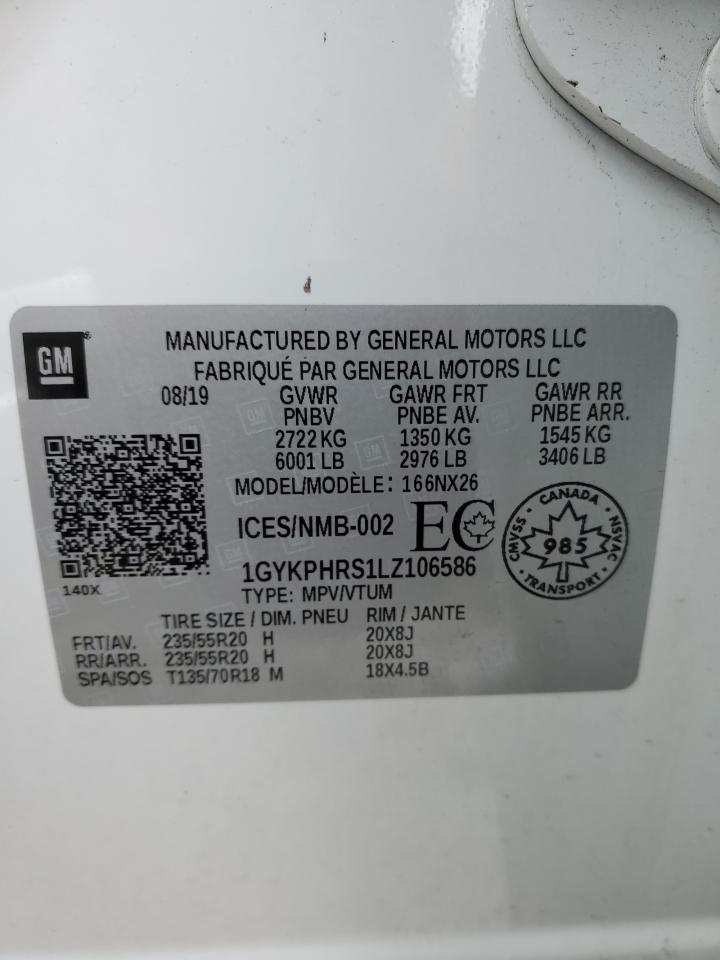 GM
MANUFACTURED BY GENERAL MOTORS LLC
FABRIQUÉ PAR GENERAL MOTORS LLC
08/19 GVWR GAWR FRT GAWR RR
PNBV PNBE AV. PNBE ARR.
2722 KG 1350 KG 1545 KG
6001 LB 2976 LB 3406 LB
MODEL/MODÈLE: 166NX26
ICES/NMB-002 EC
140X
1GYKPHRS1LZ106586
TYPE: MPV/VTUM
CANADA
CMVSS
985
NSVAC
TRANSPORT
TIRE SIZE / DIM. PNEU RIM / JANTE
FRT/AV. 235/55R20 H 20X8J
RR/ARR. 235/55R20 H 20X8J
SPA/SOS T135/70R18 M 18X4.5B